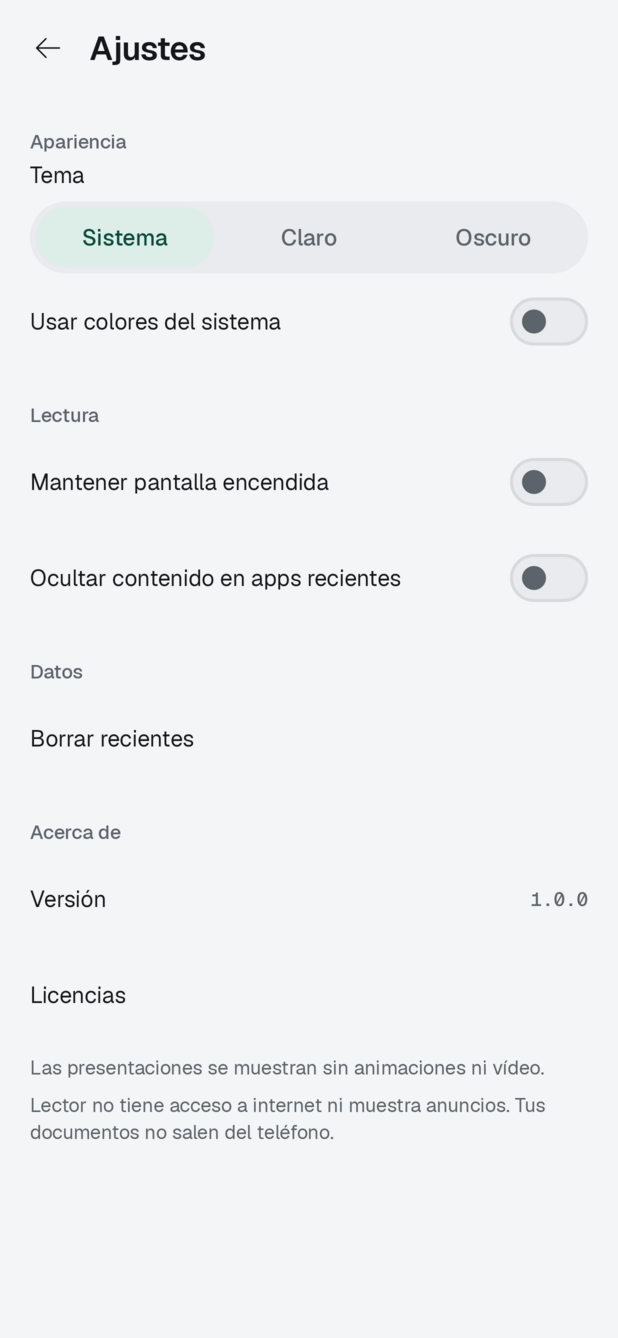 Ajustes
Apariencia
Tema
Sistema
Claro
Oscuro
Usar colores del sistema
Lectura
Mantener pantalla encendida
Ocultar contenido en apps recientes
Datos
Borrar recientes
Acerca de
Versión 1.0.0
Licencias
Las presentaciones se muestran sin animaciones ni vídeo.
Lector no tiene acceso a internet ni muestra anuncios. Tus
documentos no salen del teléfono.